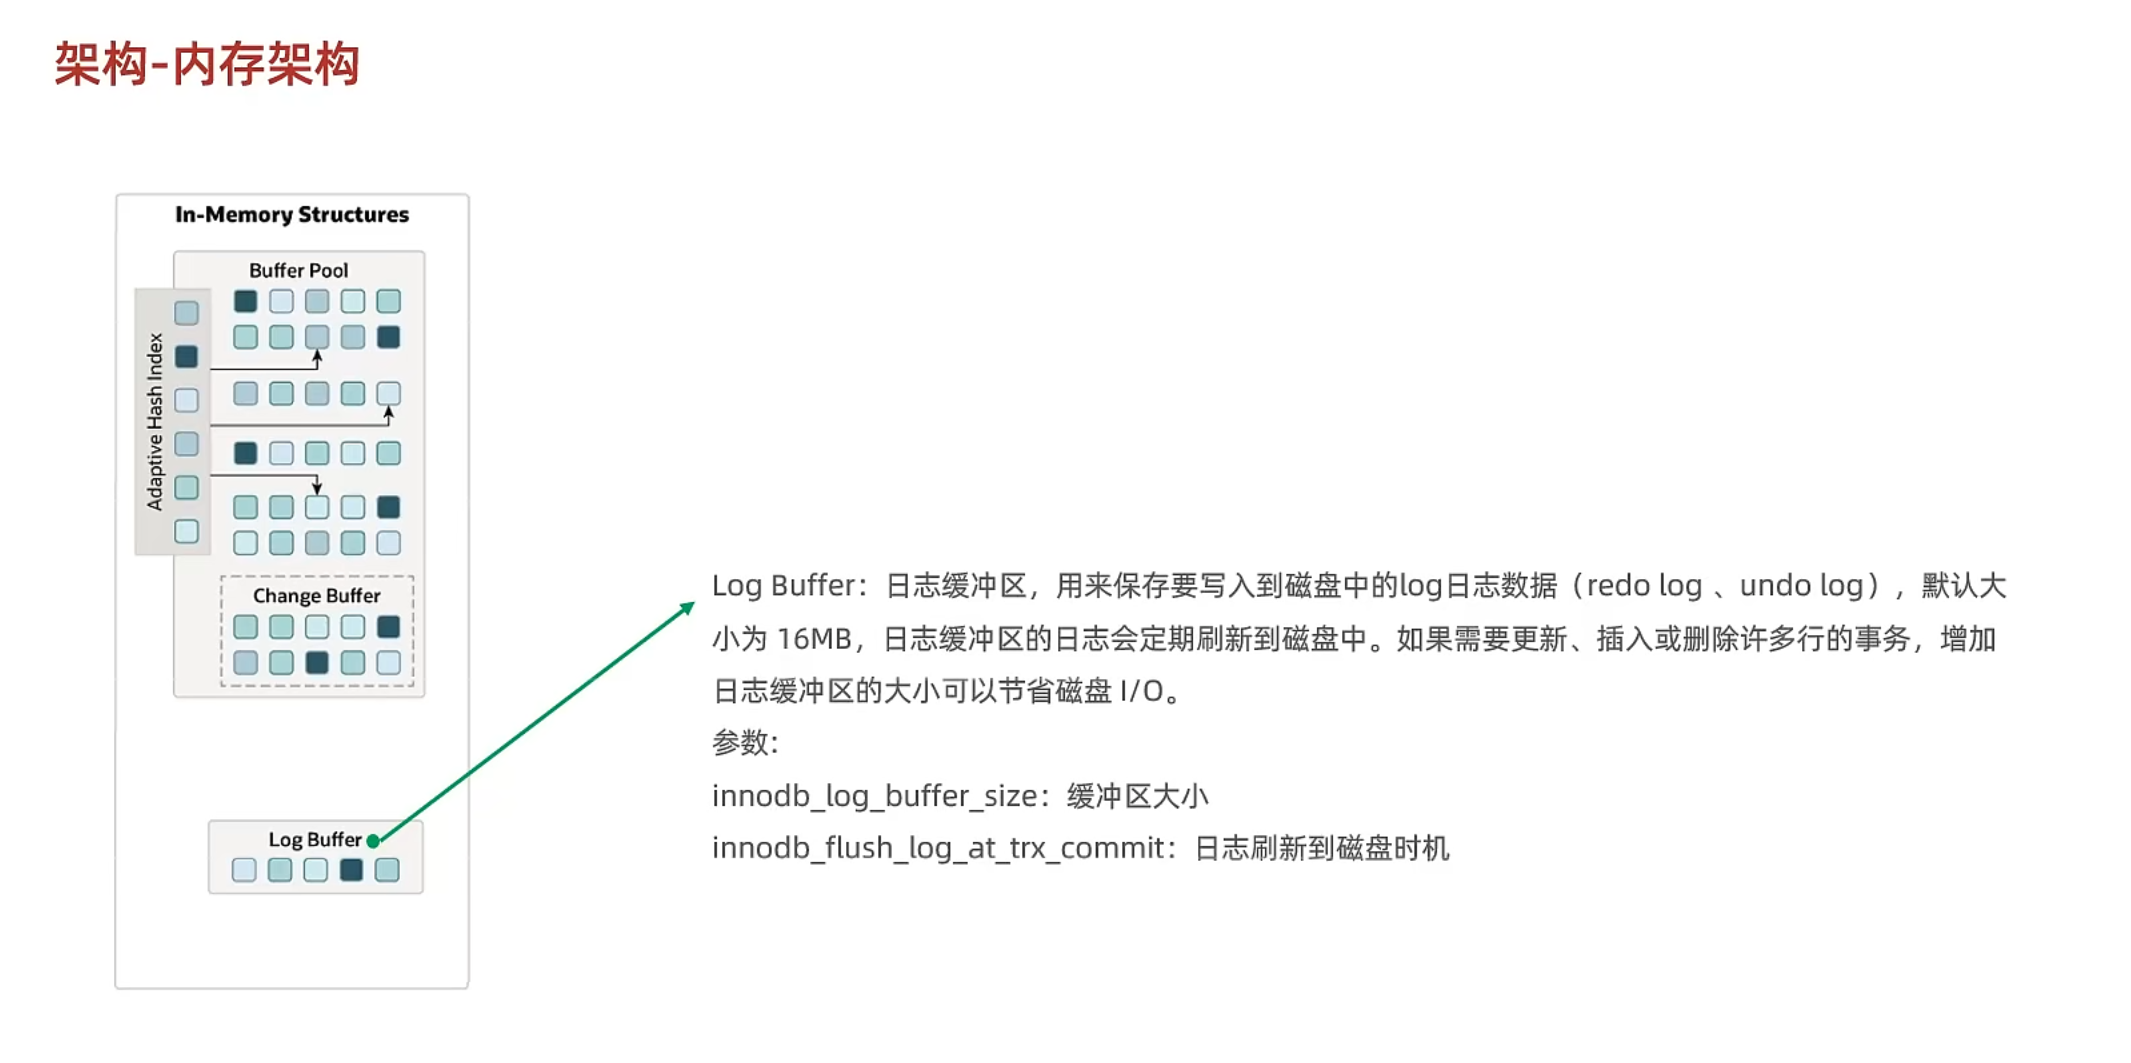 架构-内存架构
In-Memory Structures
Buffer Pool
Adaptive Hash Index
Change Buffer
Log Buffer
Log Buffer：日志缓冲区，用来保存要写入到磁盘中的log日志数据（redo log 、undo log），默认大
小为 16MB，日志缓冲区的日志会定期刷新到磁盘中。如果需要更新、插入或删除许多行的事务，增加
日志缓冲区的大小可以节省磁盘 I/O。
参数：
innodb_log_buffer_size：缓冲区大小
innodb_flush_log_at_trx_commit：日志刷新到磁盘时机